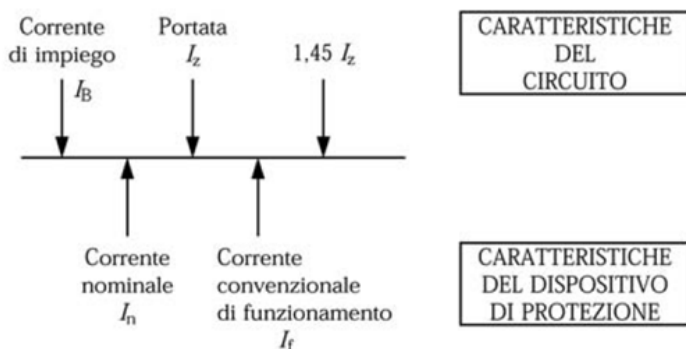 Corrente
di impiego
I_B
Portata
I_z
1,45 I_z
CARATTERISTICHE
DEL
CIRCUITO
Corrente
nominale
I_n
Corrente
convenzionale
di funzionamento
I_f
CARATTERISTICHE
DEL DISPOSITIVO
DI PROTEZIONE